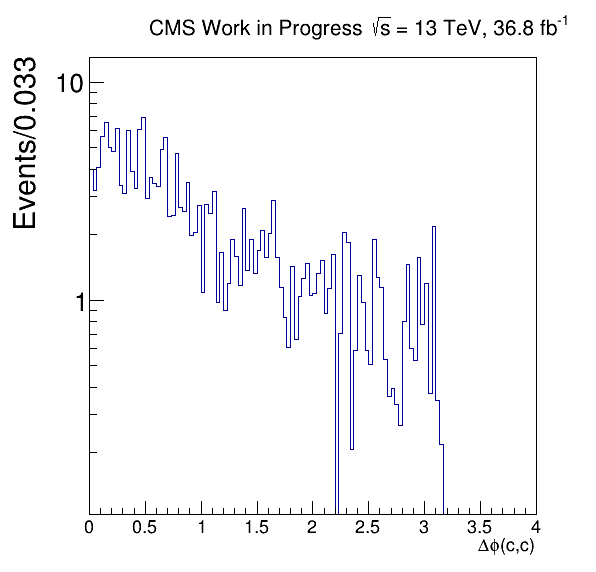 CMS Work in Progress √s = 13 TeV, 36.8 fb⁻¹
Events/0.033
10
1
0 0.5 1 1.5 2 2.5 3 3.5 4
Δϕ(c,c)